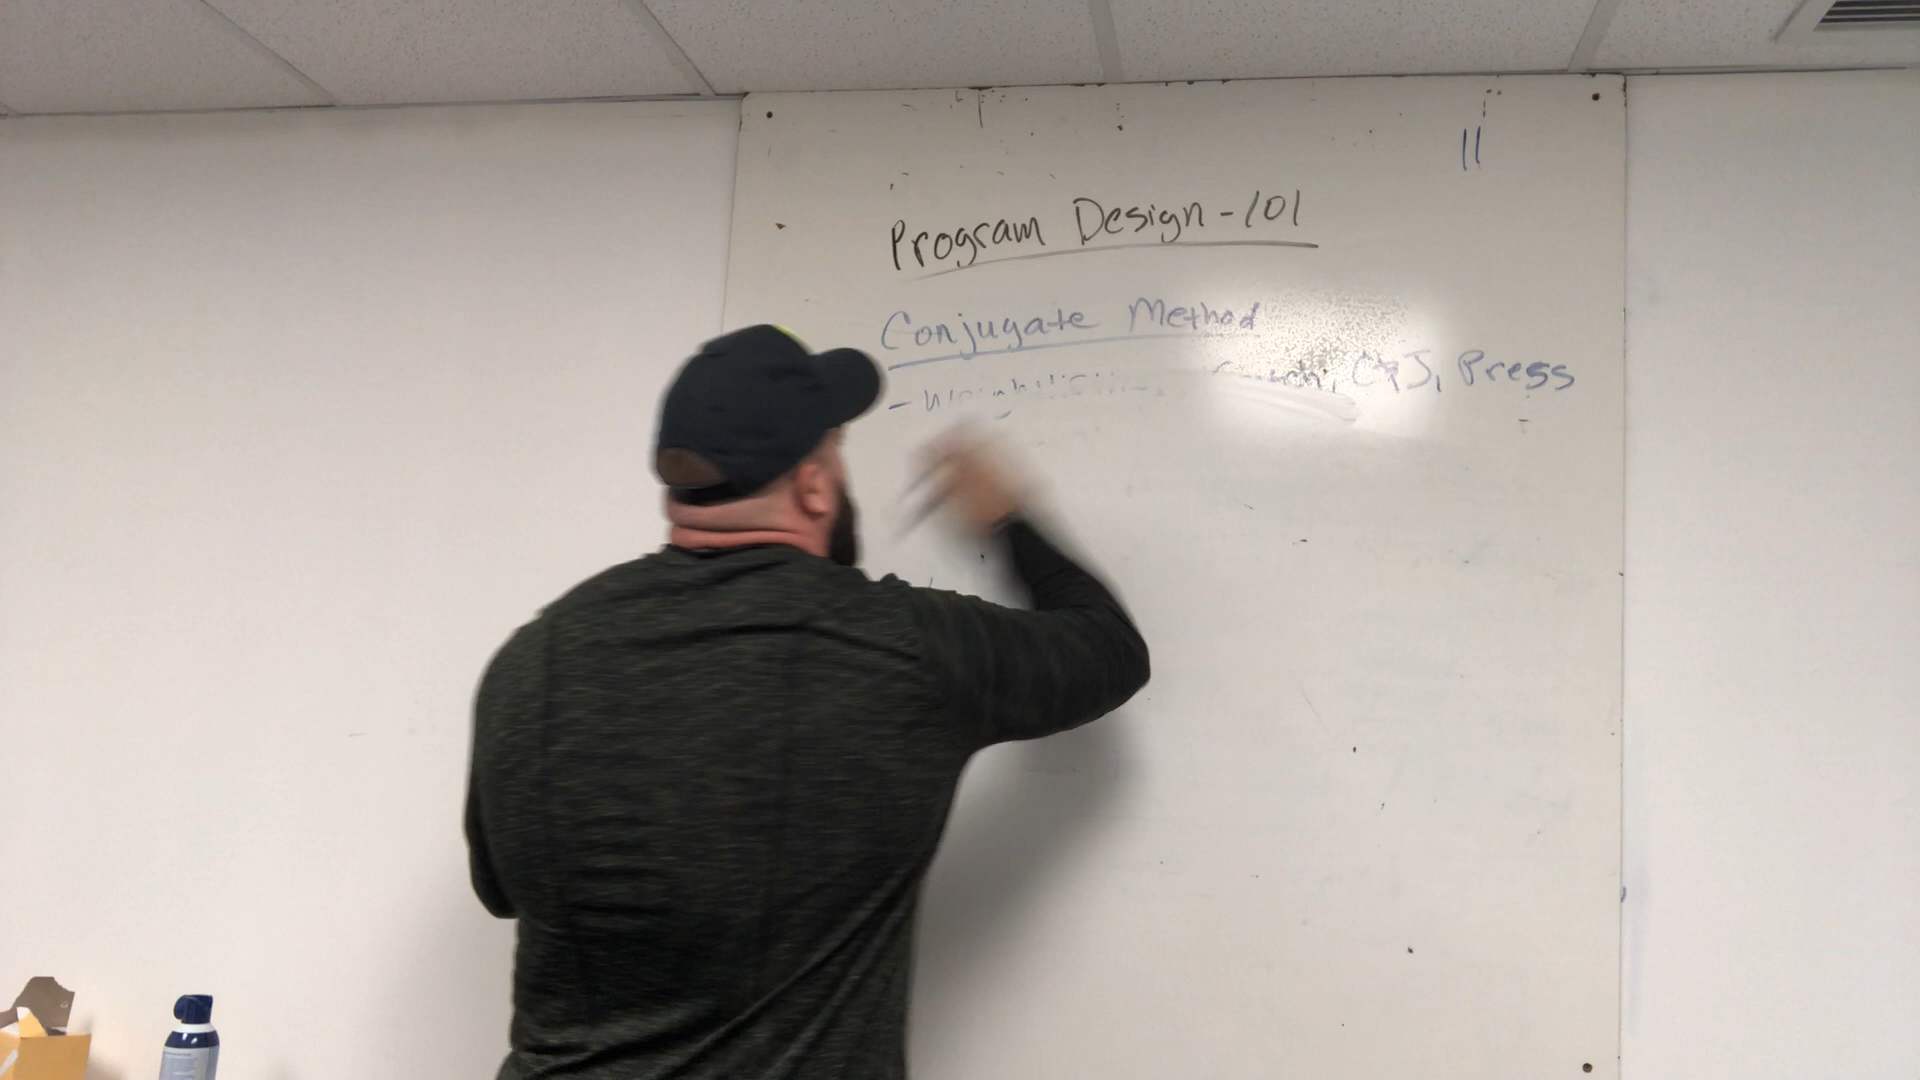 11
Program Design - 101
Conjugate Method
- C&J, Press